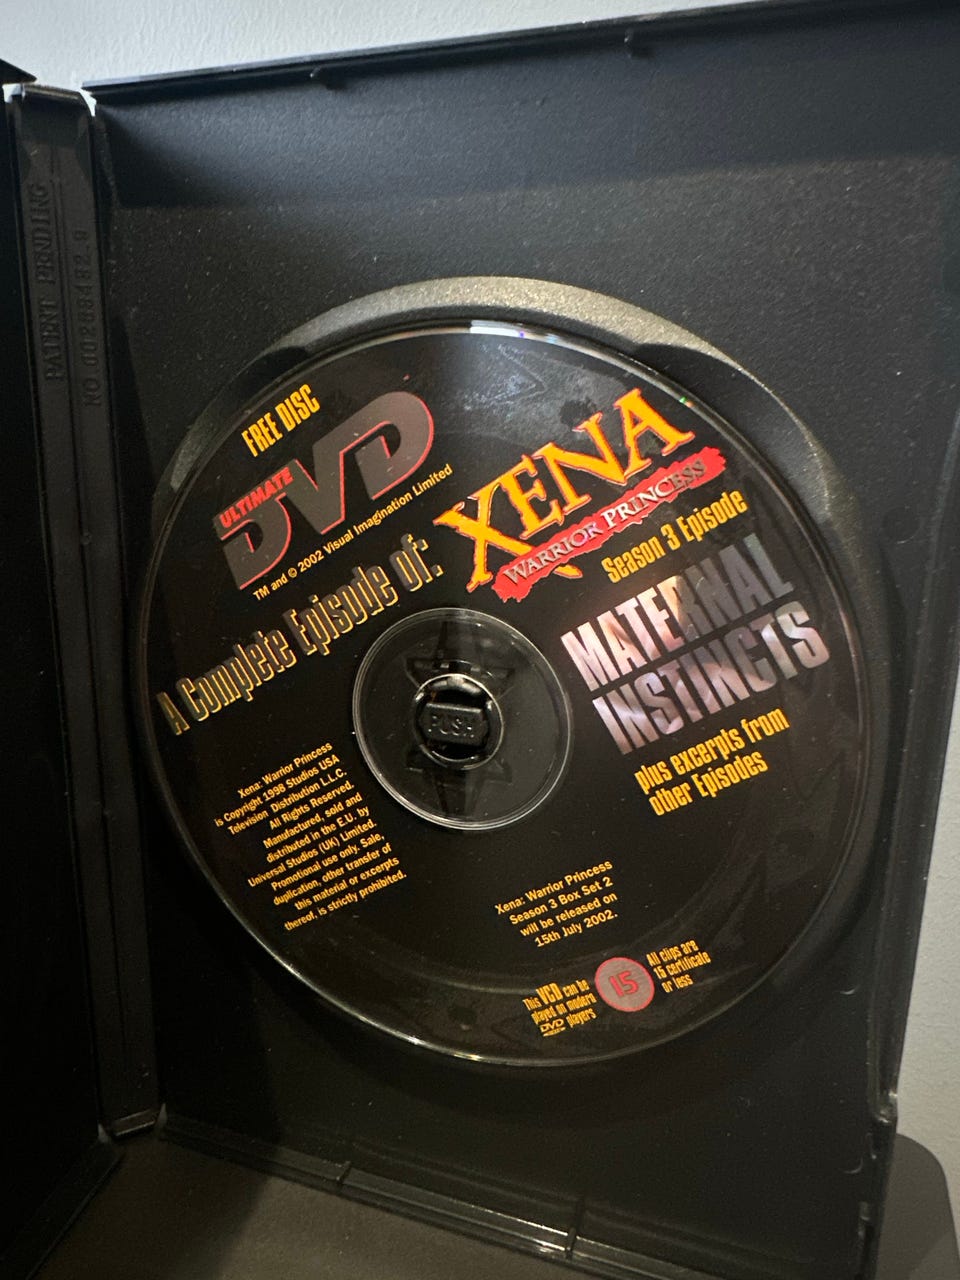 PATENT PENDING
FREE DISC
ULTIMATE
DVD
TM and © 2002 Visual Imagination Limited
A Complete Episode of:
XENA
WARRIOR PRINCESS
Season 3 Episode
MATERNAL
INSTINCTS
plus excerpts from
other Episodes
PUSH
Xena: Warrior Princess
is Copyright 1998 Studios USA
Television Distribution L.L.C.
All Rights Reserved.
Manufactured, sold and
distributed in the E.U. by
Universal Studios (UK) Limited.
Promotional use only. Sale,
duplication, other transfer of
this material or excerpts
thereof, is strictly prohibited.
Xena: Warrior Princess
Season 3 Box Set 2
will be released on
15th July 2002.
This VCD can be
played on modern
DVD players
15
All clips are
15 certificate
or less